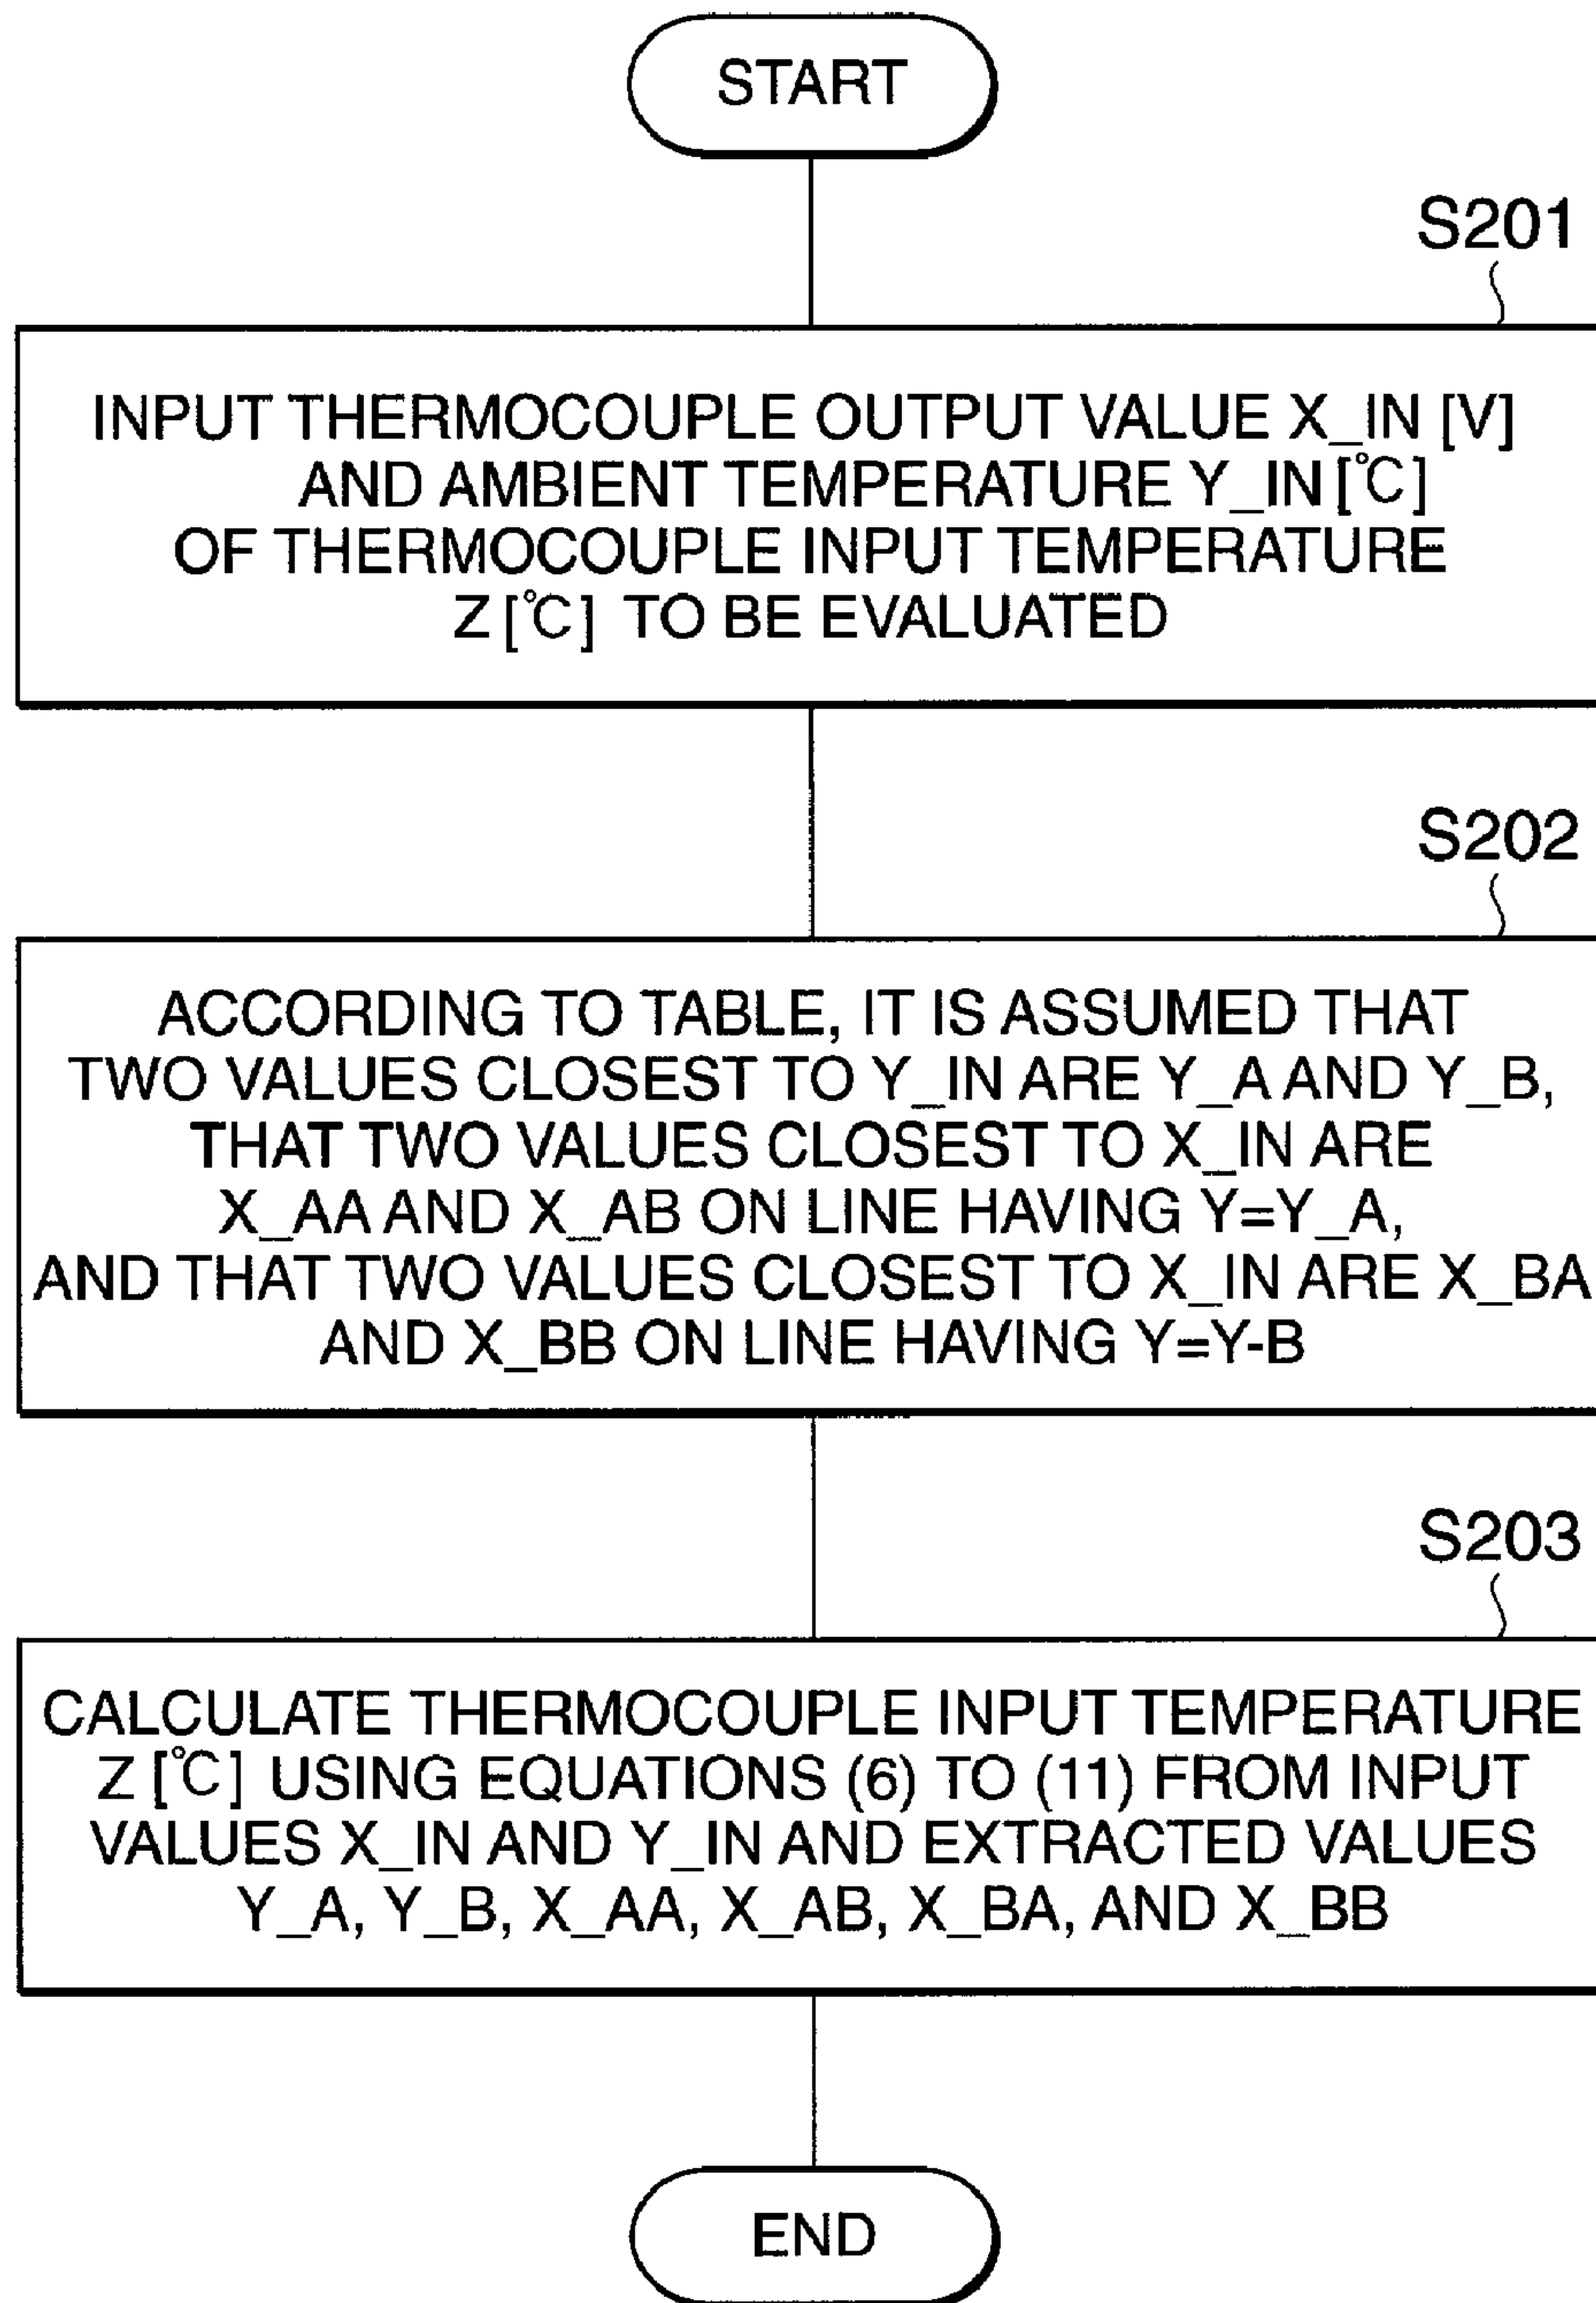 START
S201
INPUT THERMOCOUPLE OUTPUT VALUE X_IN [V]
AND AMBIENT TEMPERATURE Y_IN [℃]
OF THERMOCOUPLE INPUT TEMPERATURE
Z [℃] TO BE EVALUATED
S202
ACCORDING TO TABLE, IT IS ASSUMED THAT
TWO VALUES CLOSEST TO Y_IN ARE Y_A AND Y_B,
THAT TWO VALUES CLOSEST TO X_IN ARE
X_AA AND X_AB ON LINE HAVING Y=Y_A,
AND THAT TWO VALUES CLOSEST TO X_IN ARE X_BA
AND X_BB ON LINE HAVING Y=Y-B
S203
CALCULATE THERMOCOUPLE INPUT TEMPERATURE
Z [℃] USING EQUATIONS (6) TO (11) FROM INPUT
VALUES X_IN AND Y_IN AND EXTRACTED VALUES
Y_A, Y_B, X_AA, X_AB, X_BA, AND X_BB
END